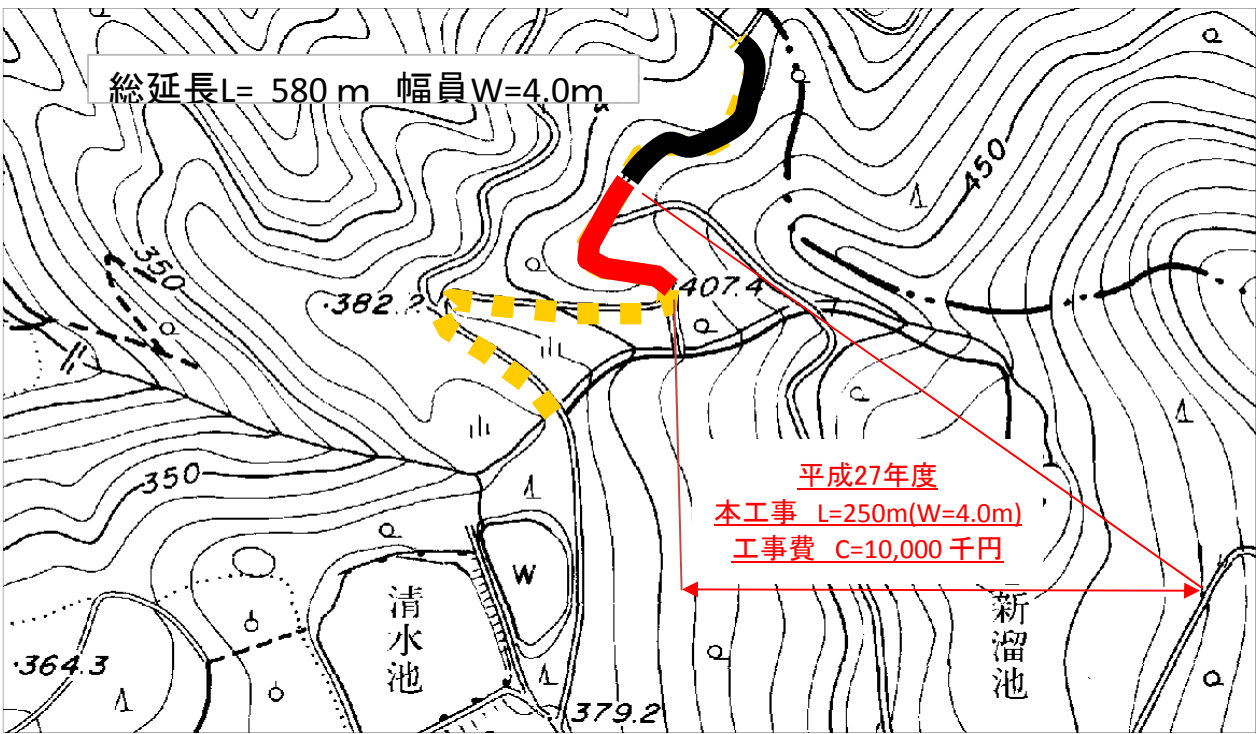 総延長L= 580 m 幅員W=4.0m
450
350
・382.2
407.4
平成27年度
本工事 L=250m(W=4.0m)
工事費 C=10,000 千円
350
W
清水池
新溜池
・364.3
・379.2